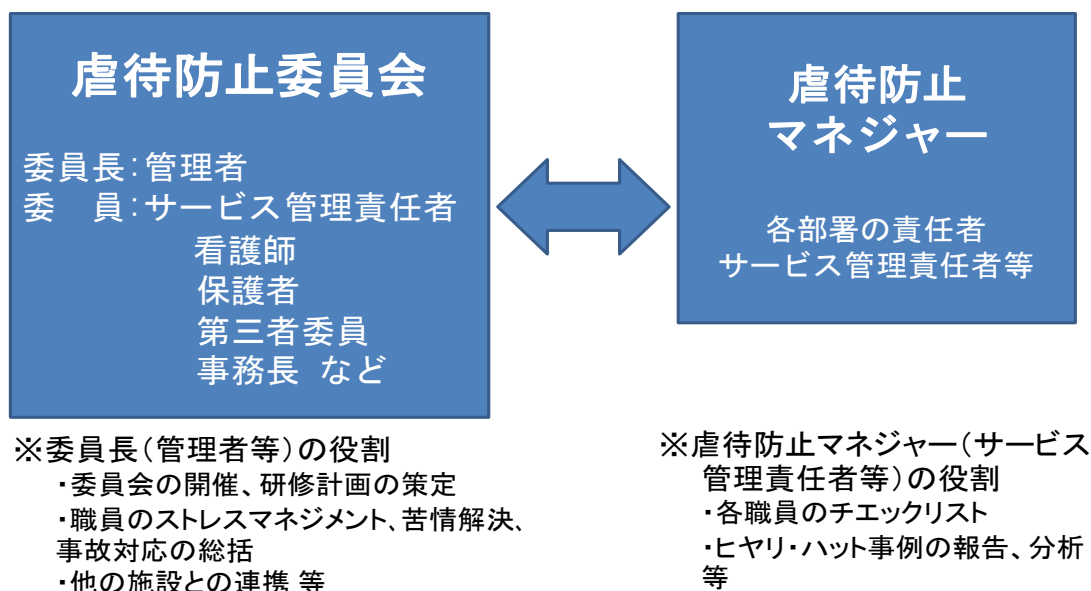 虐待防止委員会
委員長：管理者
委　員：サービス管理責任者
看護師
保護者
第三者委員
事務長 など
虐待防止
マネジャー
各部署の責任者
サービス管理責任者等
※委員長（管理者等）の役割
・委員会の開催、研修計画の策定
・職員のストレスマネジメント、苦情解決、
事故対応の総括
・他の施設との連携 等
※虐待防止マネジャー（サービス
管理責任者等）の役割
・各職員のチエックリスト
・ヒヤリ・ハット事例の報告、分析
等